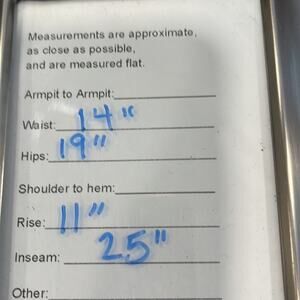 Measurements are approximate,
as close as possible,
and are measured flat.
Armpit to Armpit:
Waist: 14"
Hips: 19"
Shoulder to hem:
Rise: 11"
Inseam: 25"
Other: